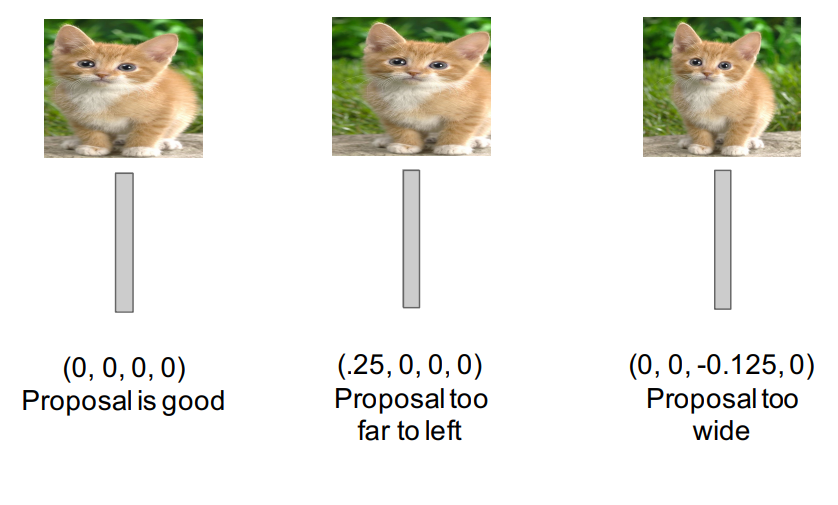 (0, 0, 0, 0)
Proposal is good
(.25, 0, 0, 0)
Proposal too
far to left
(0, 0, -0.125, 0)
Proposal too
wide